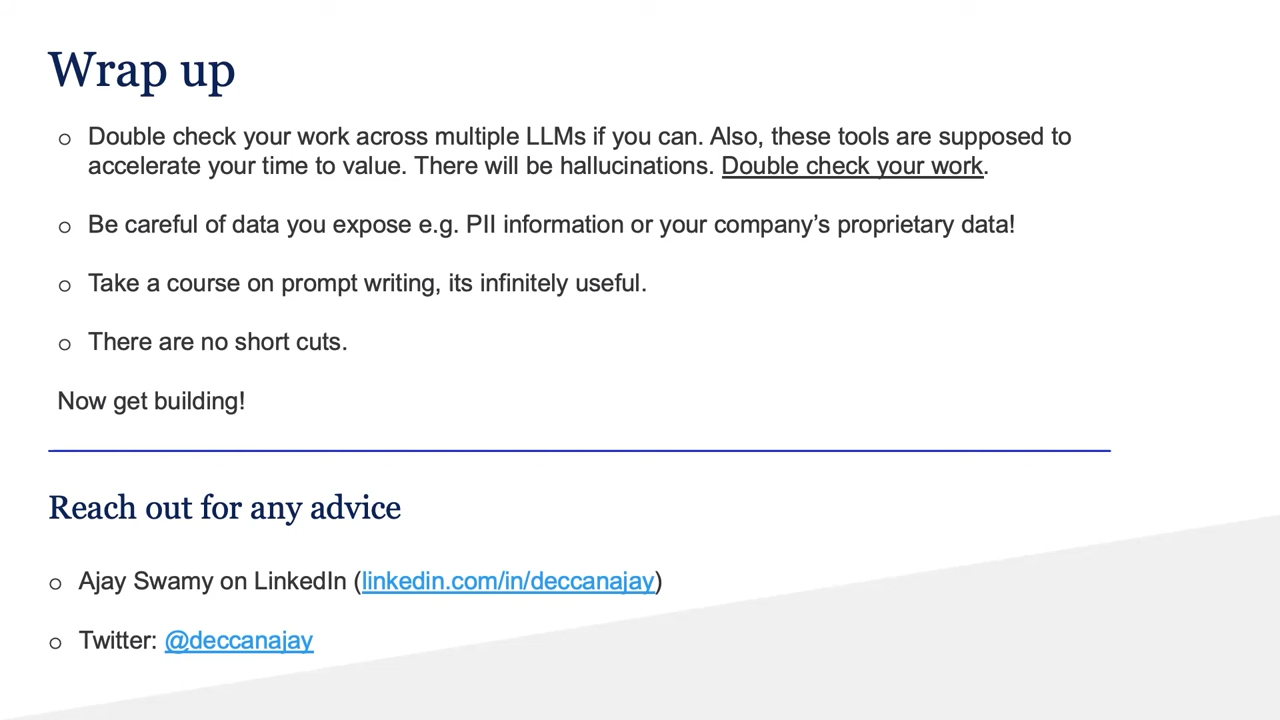 Wrap up
○ Double check your work across multiple LLMs if you can. Also, these tools are supposed to
accelerate your time to value. There will be hallucinations. Double check your work.
○ Be careful of data you expose e.g. PII information or your company’s proprietary data!
○ Take a course on prompt writing, its infinitely useful.
○ There are no short cuts.
Now get building!
Reach out for any advice
○ Ajay Swamy on LinkedIn (linkedin.com/in/deccanajay)
○ Twitter: @deccanajay